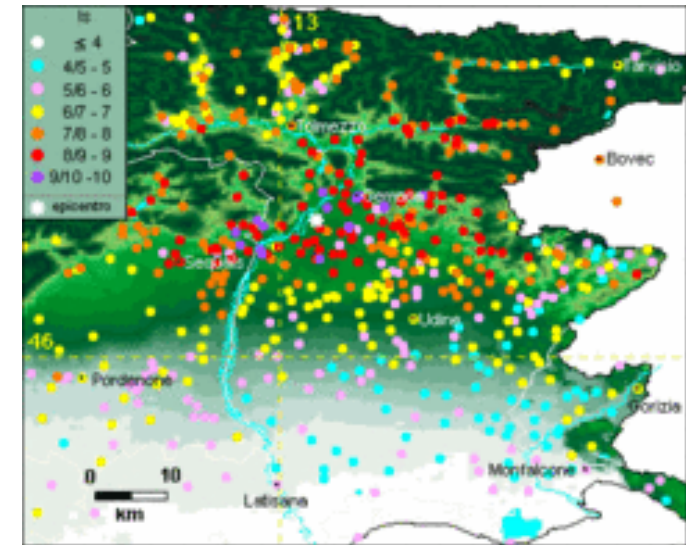 Is
≤ 4
4/5 - 5
5/6 - 6
6/7 - 7
7/8 - 8
8/9 - 9
9/10 -10
epicentro
13
Tarvisio
Tolmezzo
Bovec
Gemona
Udine
46
Pordenone
Gorizia
Monfalcone
Latisana
0 10
km